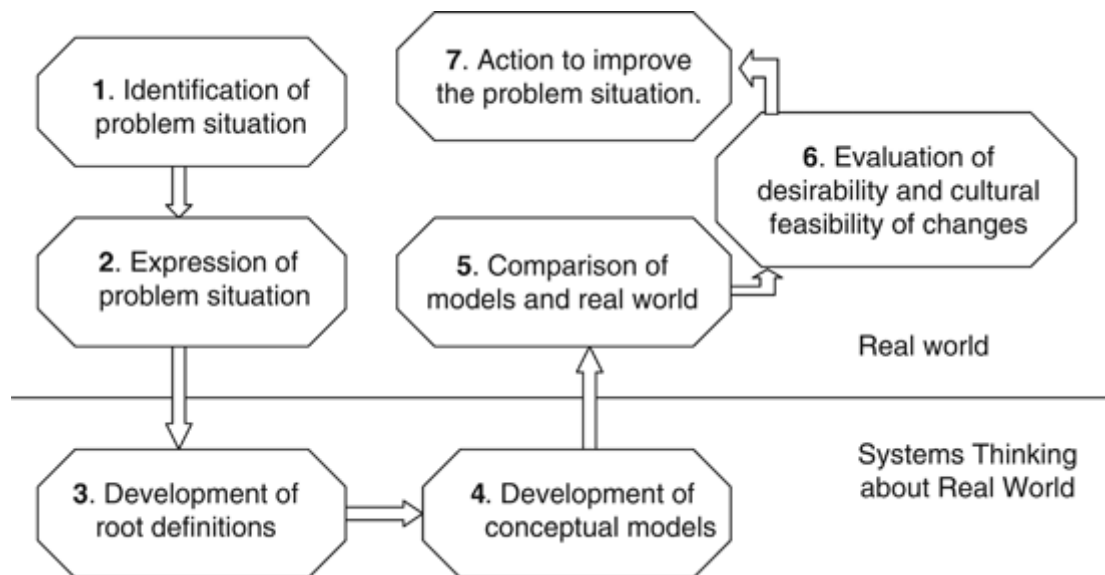 1. Identification of
problem situation
2. Expression of
problem situation
3. Development of
root definitions
4. Development of
conceptual models
5. Comparison of
models and real world
6. Evaluation of
desirability and cultural
feasibility of changes
7. Action to improve
the problem situation.
Real world
Systems Thinking
about Real World